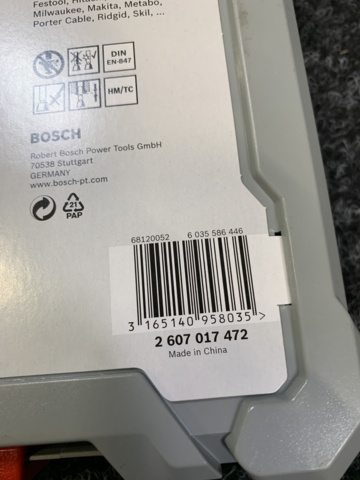 Festool, Hitachi,
Milwaukee, Makita, Metabo,
Porter Cable, Ridgid, Skil, ...
DIN
EN-847
HM/TC
BOSCH
Robert Bosch Power Tools GmbH
70538 Stuttgart
GERMANY
www.bosch-pt.com
21
PAP
68120052 6 035 586 446
3 165140 958035 >
2 607 017 472
Made in China